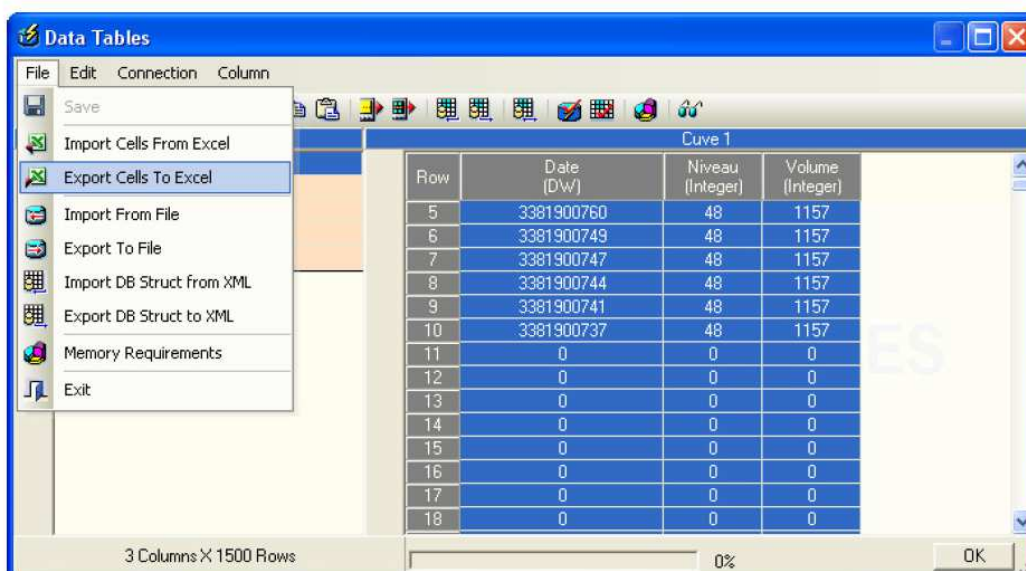 Data Tables
File Edit Connection Column
Save
Import Cells From Excel
Export Cells To Excel
Import From File
Export To File
Import DB Struct from XML
Export DB Struct to XML
Memory Requirements
Exit
Cuve 1
Row Date (DW) Niveau (Integer) Volume (Integer)
5 3381900760 48 1157
6 3381900749 48 1157
7 3381900747 48 1157
8 3381900744 48 1157
9 3381900741 48 1157
10 3381900737 48 1157
11 0 0 0
12 0 0 0
13 0 0 0
14 0 0 0
15 0 0 0
16 0 0 0
17 0 0 0
18 0 0 0
3 Columns X 1500 Rows 0% OK